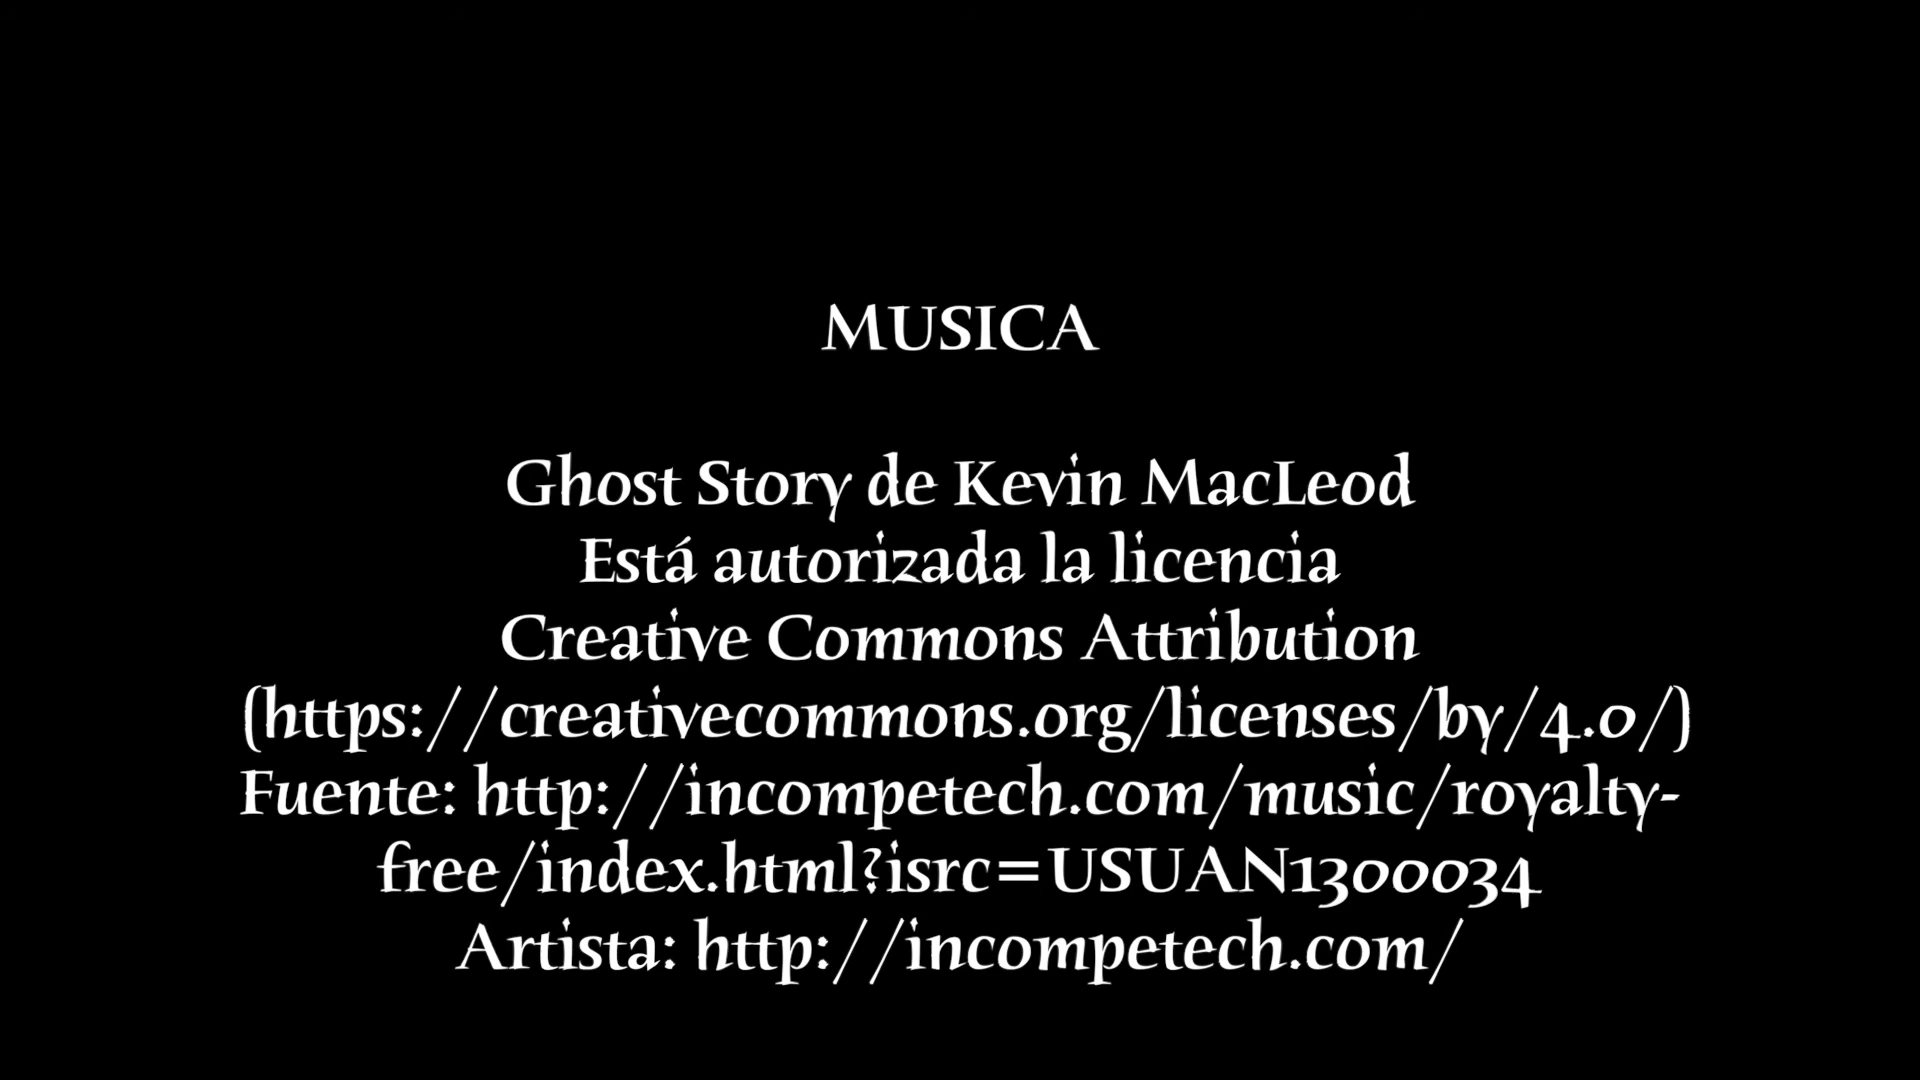 MUSICA
Ghost Story de Kevin MacLeod
Está autorizada la licencia
Creative Commons Attribution
(https://creativecommons.org/licenses/by/4.0/)
Fuente: http://incompetech.com/music/royalty-
free/index.html?isrc=USUAN1300034
Artista: http://incompetech.com/